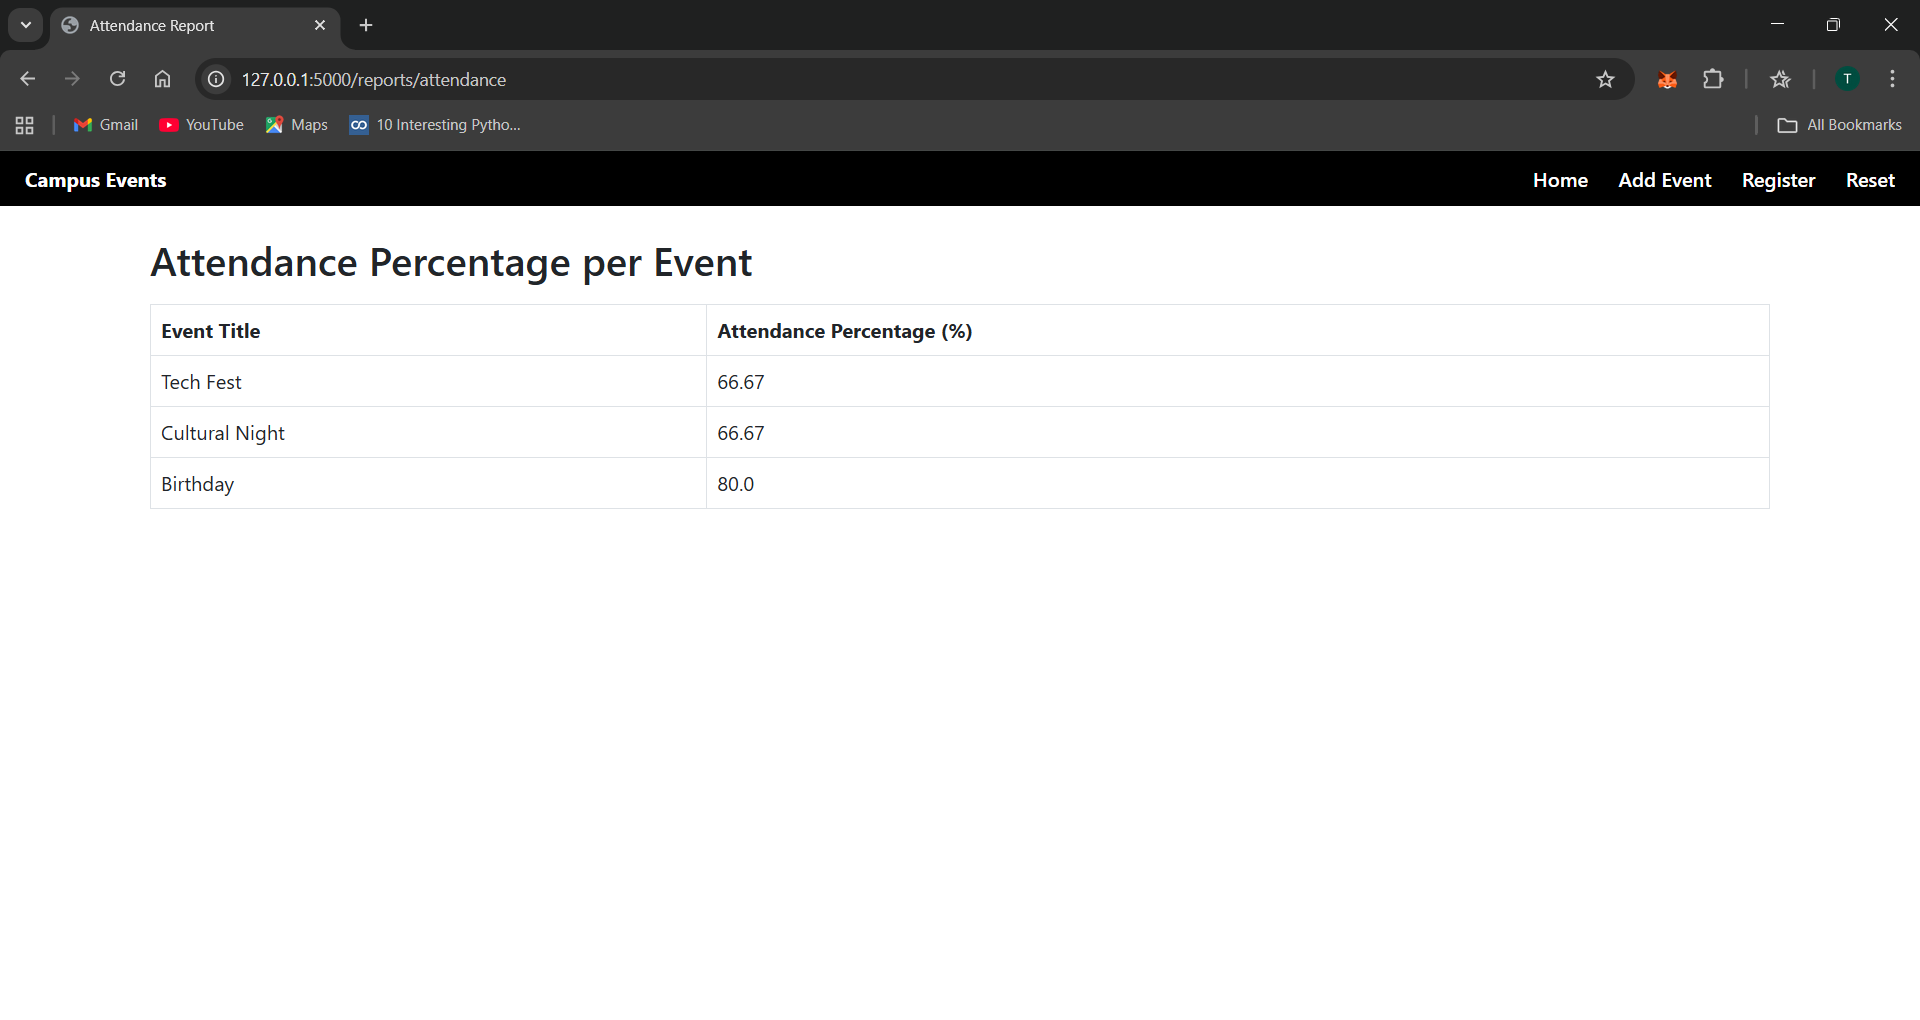 Attendance Report
127.0.0.1:5000/reports/attendance
T
Gmail YouTube Maps 10 Interesting Pytho... All Bookmarks
Campus Events Home Add Event Register Reset
Attendance Percentage per Event
Event Title Attendance Percentage (%)
Tech Fest 66.67
Cultural Night 66.67
Birthday 80.0